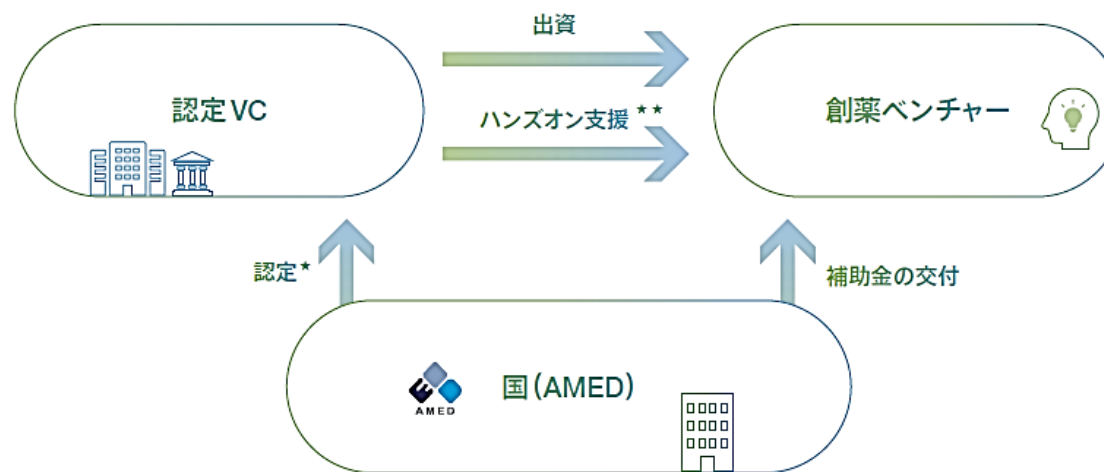 出資
認定VC
ハンズオン支援★★
創薬ベンチャー
認定★
補助金の交付
AMED
国(AMED)